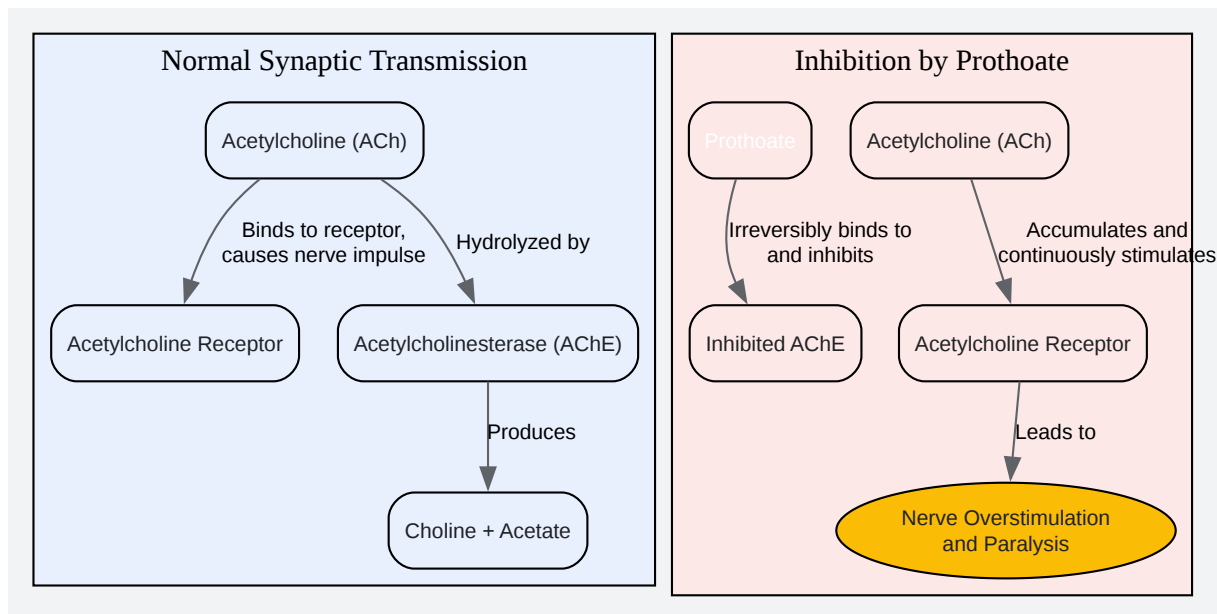 Normal Synaptic Transmission
Acetylcholine (ACh)
Binds to receptor,
causes nerve impulse
Hydrolyzed by
Acetylcholine Receptor
Acetylcholinesterase (AChE)
Produces
Choline + Acetate
Inhibition by Prothoate
Prothoate
Acetylcholine (ACh)
Irreversibly binds to
and inhibits
Accumulates and
continuously stimulates
Inhibited AChE
Acetylcholine Receptor
Leads to
Nerve Overstimulation
and Paralysis